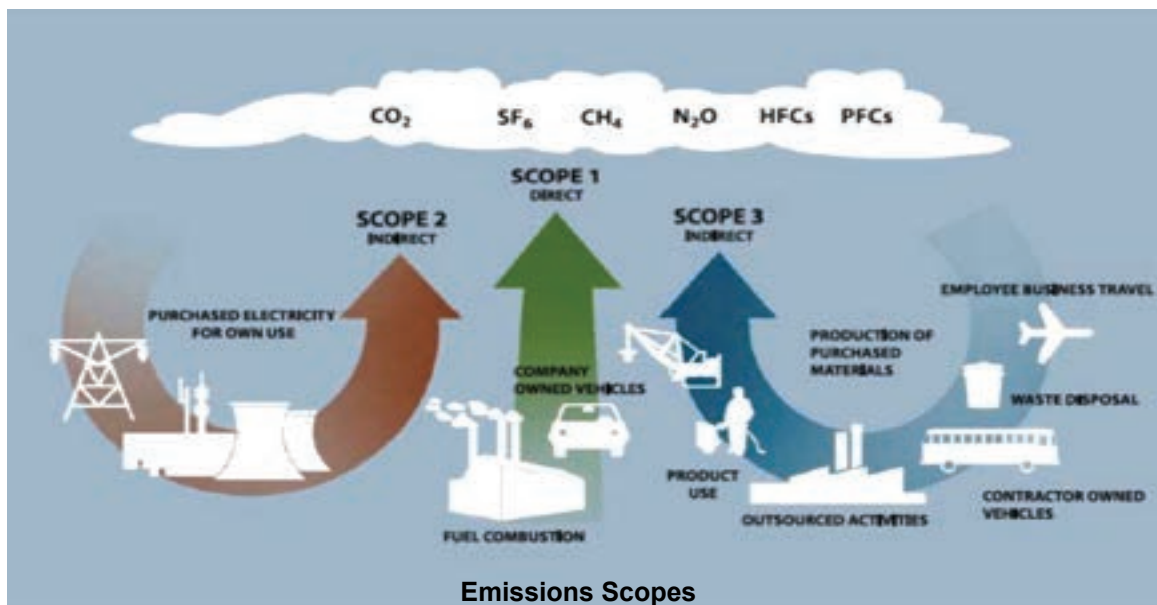 CO₂ SF₆ CH₄ N₂O HFCs PFCs
SCOPE 1
DIRECT
SCOPE 2
INDIRECT
SCOPE 3
INDIRECT
PURCHASED ELECTRICITY
FOR OWN USE
COMPANY
OWNED VEHICLES
FUEL COMBUSTION
PRODUCT
USE
PRODUCTION OF
PURCHASED
MATERIALS
OUTSOURCED ACTIVITIES
EMPLOYEE BUSINESS TRAVEL
WASTE DISPOSAL
CONTRACTOR OWNED
VEHICLES
Emissions Scopes